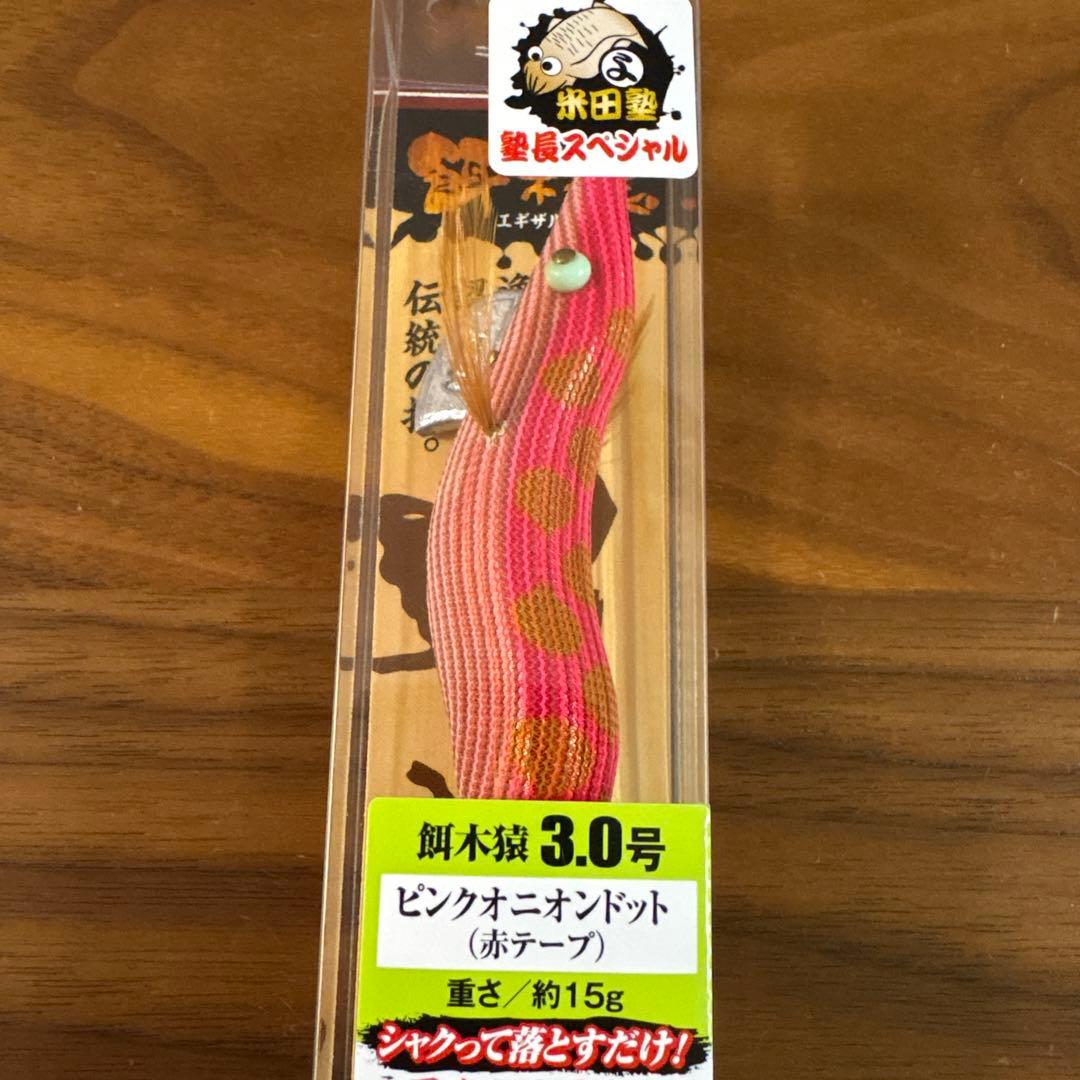 よ
米田塾
塾長スペシャル
エギザル
伝統の技。
餌木猿 3.0号
ピンクオニオンドット
(赤テープ)
重さ/約15g
シャクって落とすだけ!